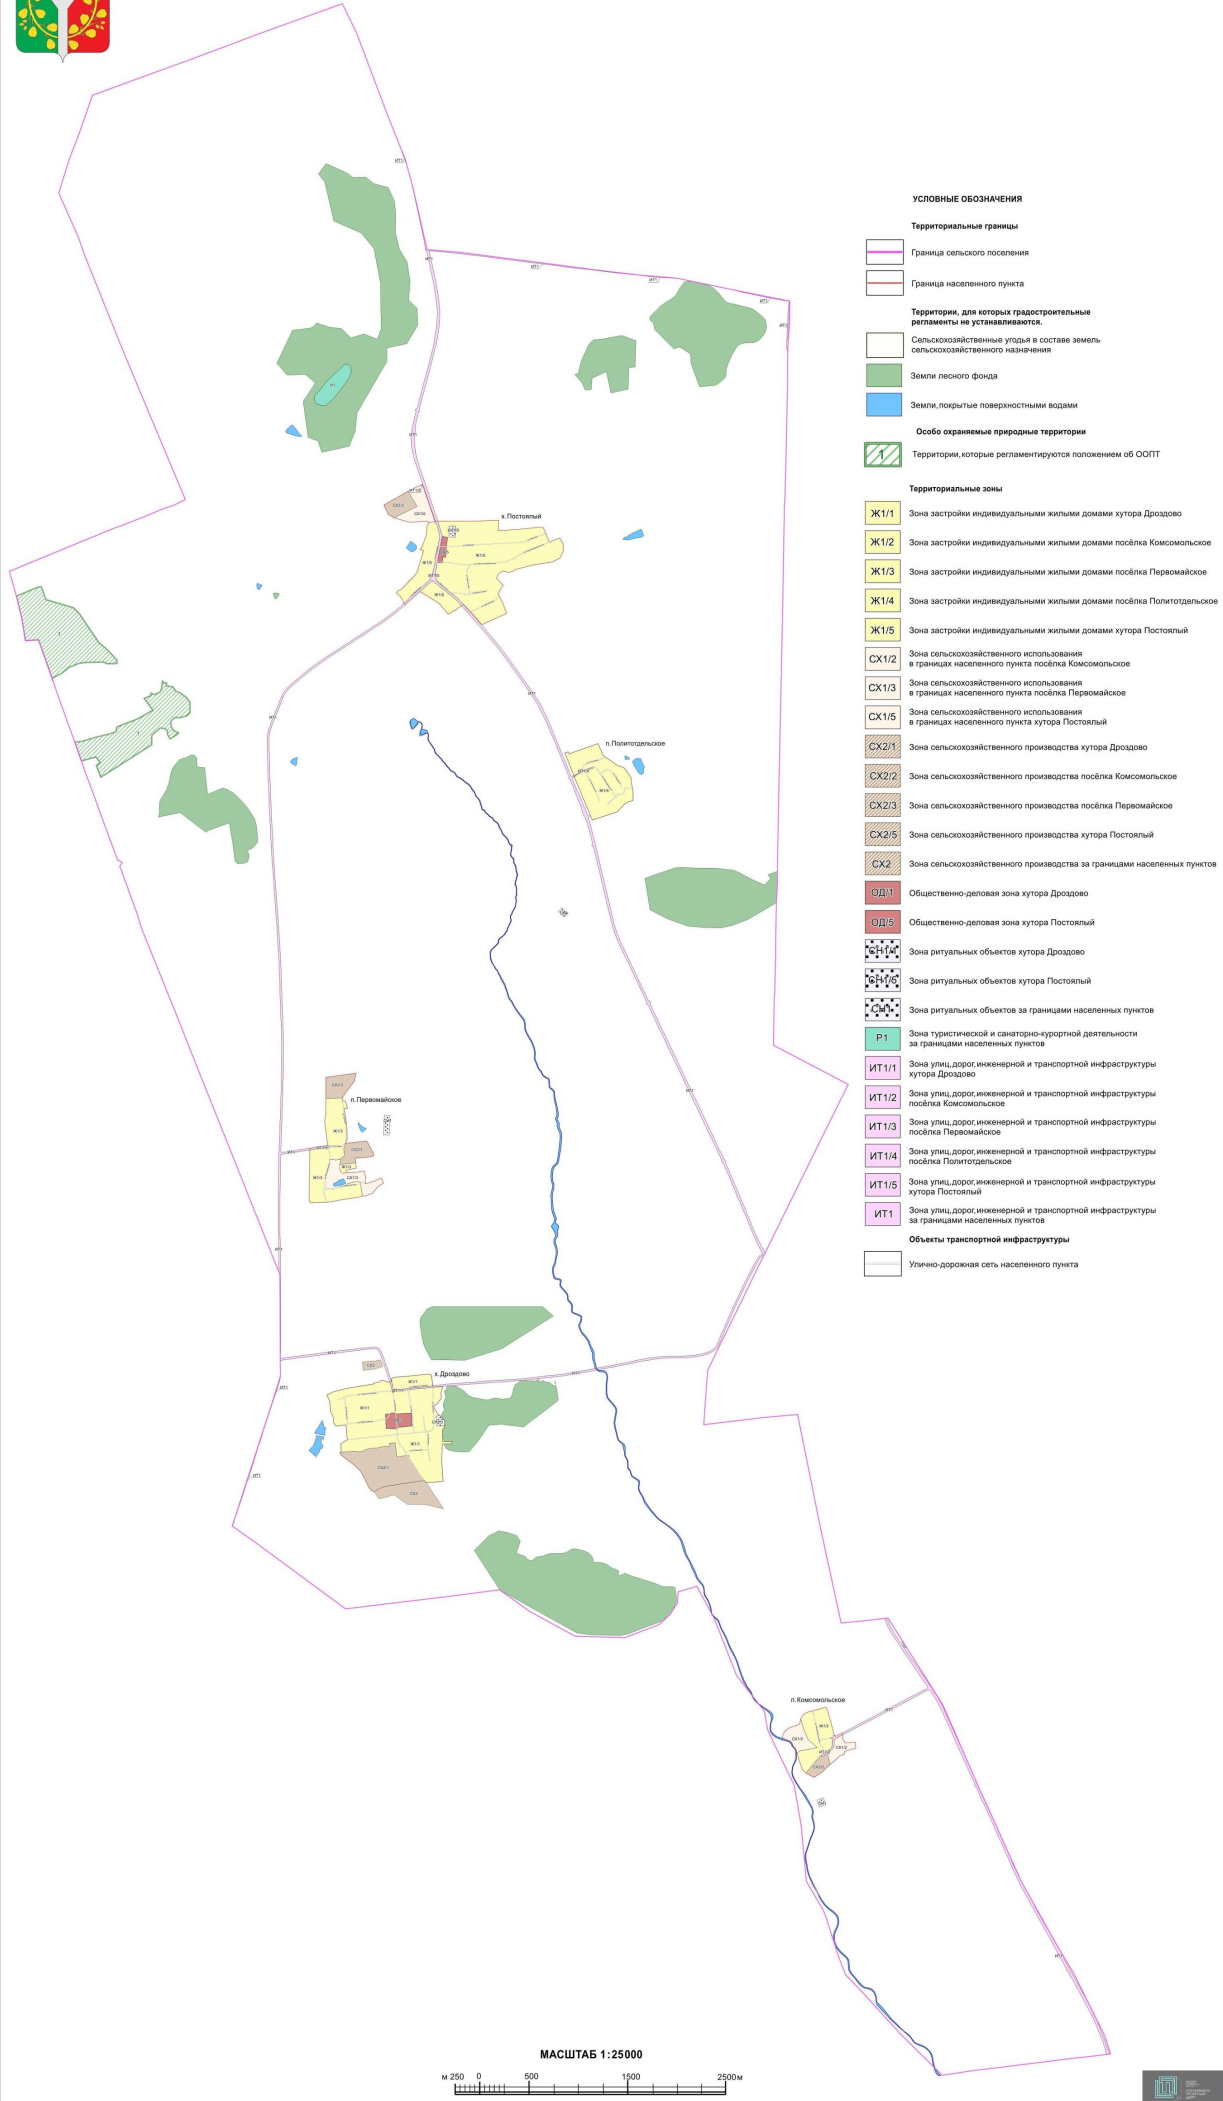 УСЛОВНЫЕ ОБОЗНАЧЕНИЯ
Территориальные границы
Граница сельского поселения
Граница населенного пункта
Территории, для которых градостроительные
регламенты не устанавливаются.
Сельскохозяйственные угодья в составе земель
сельскохозяйственного назначения
Земли лесного фонда
Земли,покрытые поверхностными водами
Особо охраняемые природные территории
1 Территории,которые регламентируются положением об ООПТ
Территориальные зоны
Ж1/1 Зона застройки индивидуальными жилыми домами хутора Дроздово
Ж1/2 Зона застройки индивидуальными жилыми домами посёлка Комсомольское
Ж1/3 Зона застройки индивидуальными жилыми домами посёлка Первомайское
Ж1/4 Зона застройки индивидуальными жилыми домами посёлка Политотдельское
Ж1/5 Зона застройки индивидуальными жилыми домами хутора Постоялый
СХ1/2 Зона сельскохозяйственного использования
в границах населенного пункта посёлка Комсомольское
СХ1/3 Зона сельскохозяйственного использования
в границах населенного пункта посёлка Первомайское
СХ1/5 Зона сельскохозяйственного использования
в границах населенного пункта хутора Постоялый
СХ2/1 Зона сельскохозяйственного производства хутора Дроздово
СХ2/2 Зона сельскохозяйственного производства посёлка Комсомольское
СХ2/3 Зона сельскохозяйственного производства посёлка Первомайское
СХ2/5 Зона сельскохозяйственного производства хутора Постоялый
СХ2 Зона сельскохозяйственного производства за границами населенных пунктов
ОД/1 Общественно-деловая зона хутора Дроздово
ОД/5 Общественно-деловая зона хутора Постоялый
СН1/1 Зона ритуальных объектов хутора Дроздово
СН1/5 Зона ритуальных объектов хутора Постоялый
СН1 Зона ритуальных объектов за границами населенных пунктов
Р1 Зона туристической и санаторно-курортной деятельности
за границами населенных пунктов
ИТ1/1 Зона улиц,дорог,инженерной и транспортной инфраструктуры
хутора Дроздово
ИТ1/2 Зона улиц,дорог,инженерной и транспортной инфраструктуры
посёлка Комсомольское
ИТ1/3 Зона улиц,дорог,инженерной и транспортной инфраструктуры
посёлка Первомайское
ИТ1/4 Зона улиц,дорог,инженерной и транспортной инфраструктуры
посёлка Политотдельское
ИТ1/5 Зона улиц,дорог,инженерной и транспортной инфраструктуры
хутора Постоялый
ИТ1 Зона улиц,дорог,инженерной и транспортной инфраструктуры
за границами населенных пунктов
Объекты транспортной инфраструктуры
Улично-дорожная сеть населенного пункта
х.Постоялый
п.Политотдельское
п.Первомайское
х.Дроздово
п.Комсомольское
МАСШТАБ 1:25000
м 250 0 500 1500 2500м